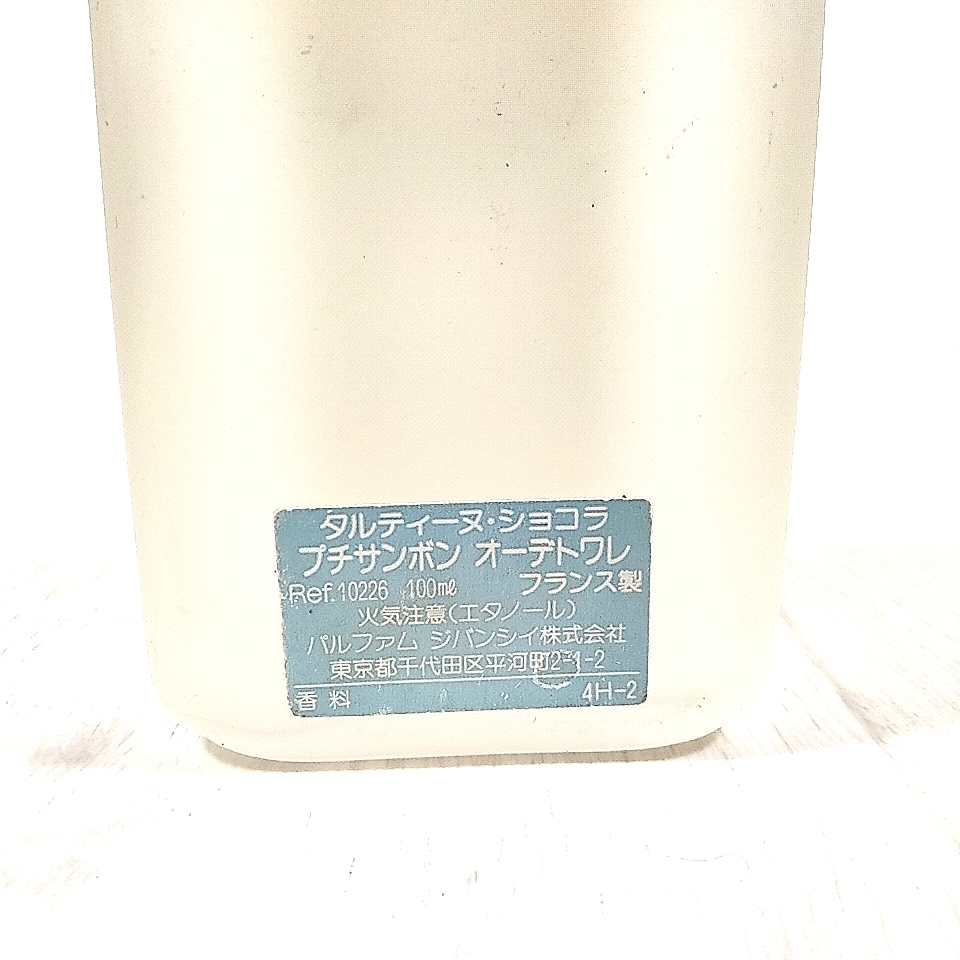 タルティーヌ・ショコラ
プチサンボン オーデトワレ
Ref.10226 100ml フランス製
火気注意(エタノール)
パルファム ジバンシイ株式会社
東京都千代田区平河町2-1-2
香料 4H-2